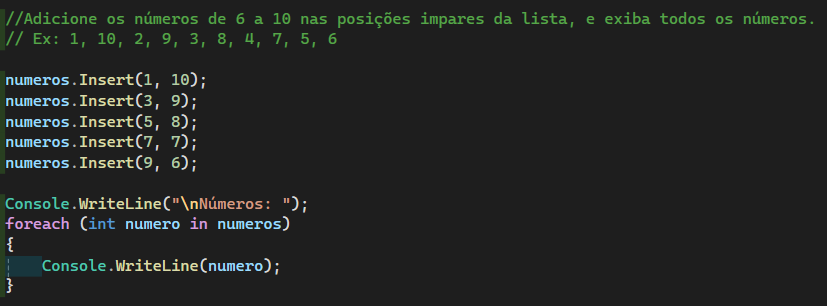 //Adicione os números de 6 a 10 nas posições impares da lista, e exiba todos os números.
// Ex: 1, 10, 2, 9, 3, 8, 4, 7, 5, 6
numeros.Insert(1, 10);
numeros.Insert(3, 9);
numeros.Insert(5, 8);
numeros.Insert(7, 7);
numeros.Insert(9, 6);
Console.WriteLine("\nNúmeros: ");
foreach (int numero in numeros)
{
    Console.WriteLine(numero);
}